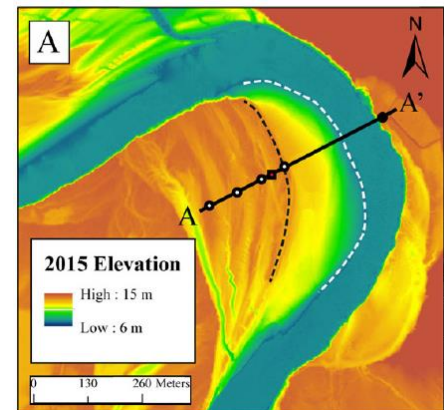 A
N
A'
A
2015 Elevation
High : 15 m
Low : 6 m
0 130 260 Meters